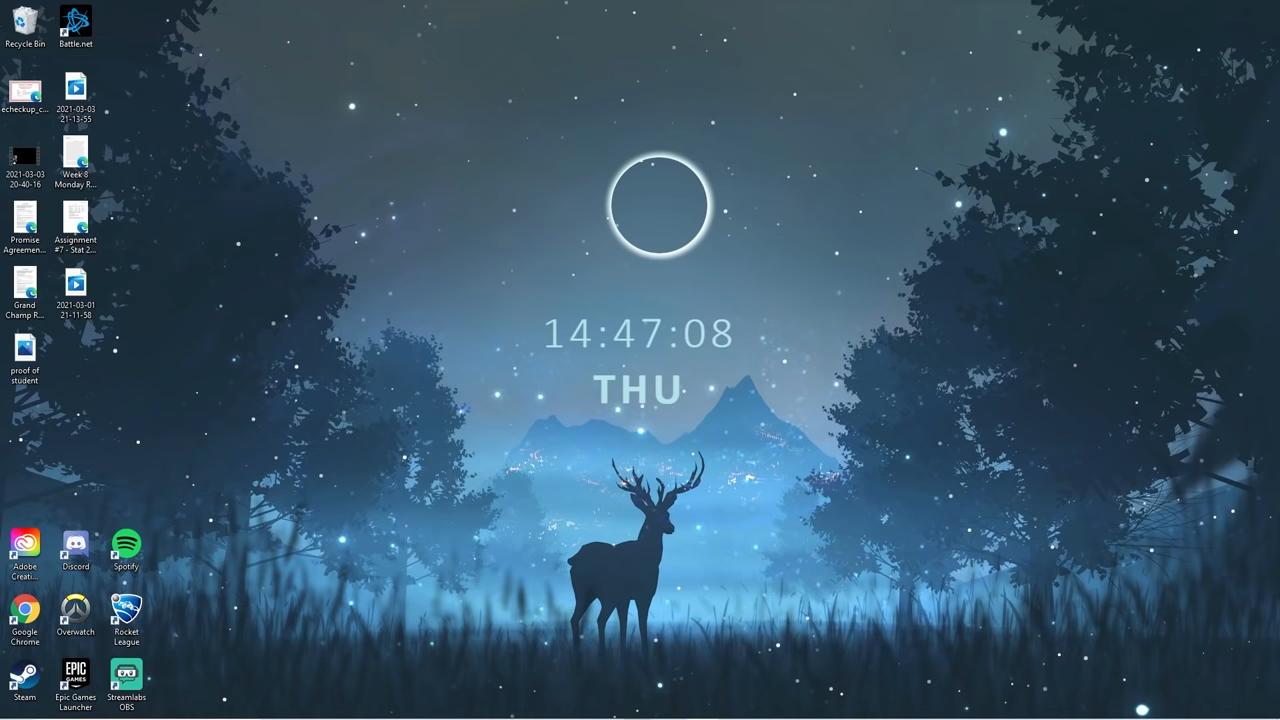 Recycle Bin
Battle.net
echeckup_c...
2021-03-03
21-13-55
2021-03-03
20-40-16
Week 8
Monday R...
Promise
Agreemen...
Assignment
#7 - Stat 2...
Grand
Champ R...
2021-03-01
21-11-58
proof of
student
14:47:08
THU
Adobe
Creati...
Discord
Spotify
Google
Chrome
Overwatch
Rocket
League
Steam
EPIC
GAMES
Epic Games
Launcher
Streamlabs
OBS